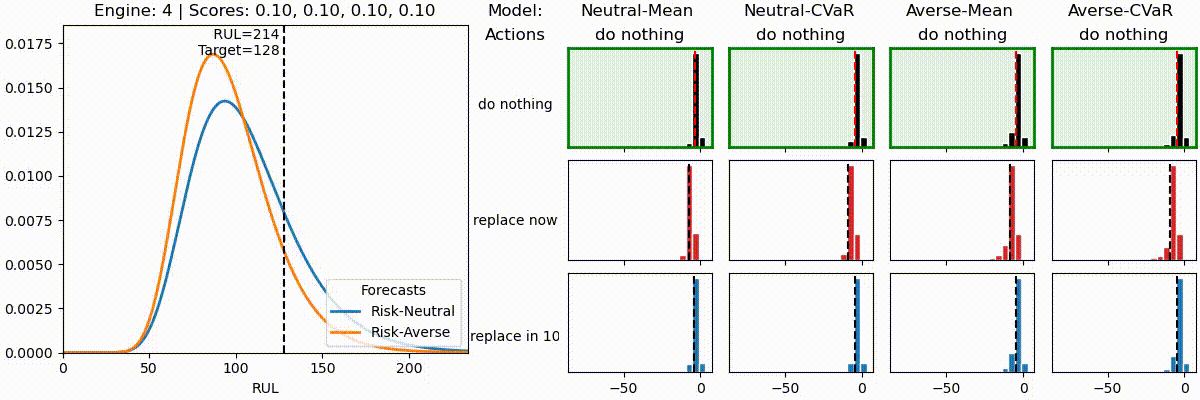 Engine: 4 | Scores: 0.10, 0.10, 0.10, 0.10
Model:
Neutral-Mean
Neutral-CVaR
Averse-Mean
Averse-CVaR
Actions
do nothing
do nothing
do nothing
do nothing
RUL=214
Target=128
0.0175
0.0150
0.0125
0.0100
0.0075
0.0050
0.0025
0.0000
Forecasts
Risk-Neutral
Risk-Averse
0
50
100
150
200
RUL
do nothing
replace now
replace in 10
−50
0
−50
0
−50
0
−50
0